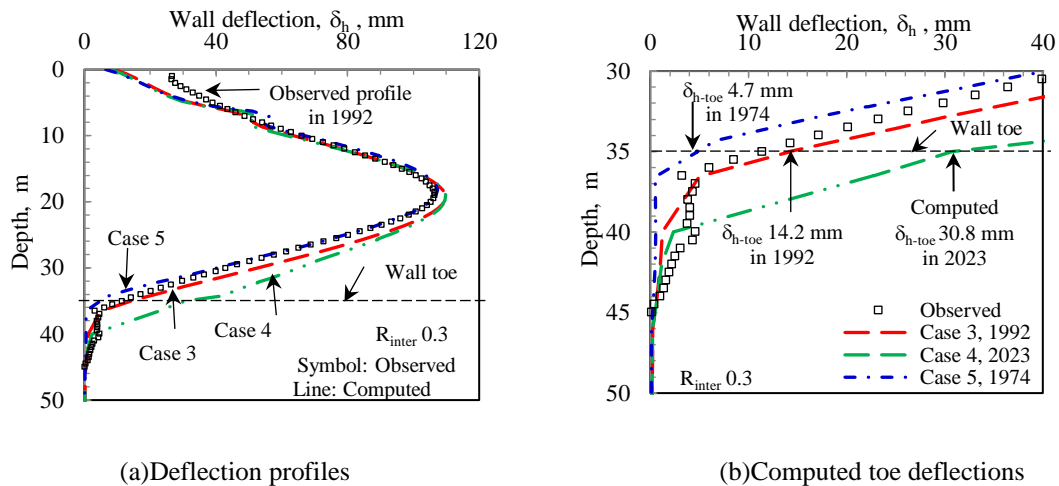 Wall deflection, δh, mm
0 40 80 120
0
10
20
30
40
50
Depth, m
Observed profile
in 1992
Case 5
Wall toe
Case 4
Case 3
Rinter 0.3
Symbol: Observed
Line: Computed
(a)Deflection profiles
Wall deflection, δh , mm
0 10 20 30 40
30
35
40
45
50
Depth, m
δh-toe 4.7 mm
in 1974
Wall toe
δh-toe 14.2 mm
in 1992
Computed
δh-toe 30.8 mm
in 2023
Observed
Case 3, 1992
Case 4, 2023
Case 5, 1974
Rinter 0.3
(b)Computed toe deflections